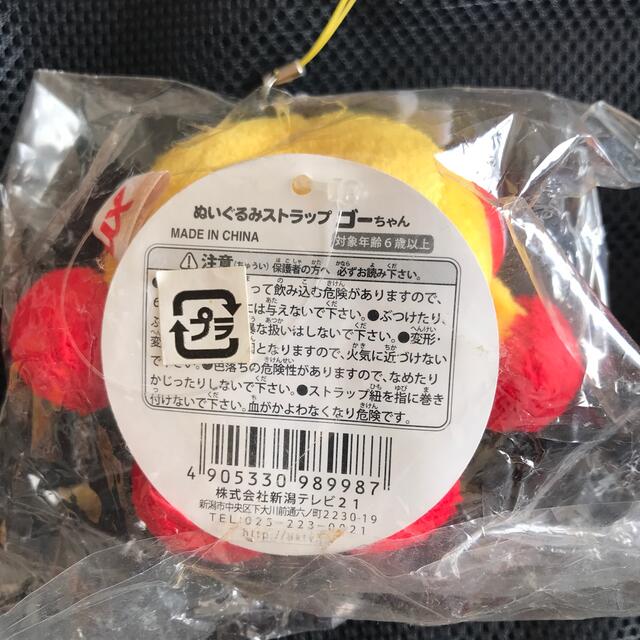 ぬいぐるみストラップ ゴーちゃん
MADE IN CHINA
対象年齢6歳以上
注意(ちゅうい) 保護者の方へ 必ずお読み下さい。
って飲み込む危険がありますので、
には与えないで下さい。●ぶつけたり、
な扱いはしないで下さい。●変形・
となりますので、火気に近づけない
で下さい。●色落ちの危険性がありますので、なめたり
かじったりしないで下さい。●ストラップ紐を指に巻き
付けないで下さい。血がかよわなくなり危険です。
プラ
4905330 989987
株式会社新潟テレビ21
新潟市中央区下大川前通六ノ町2230-19
TEL:025-223-0021